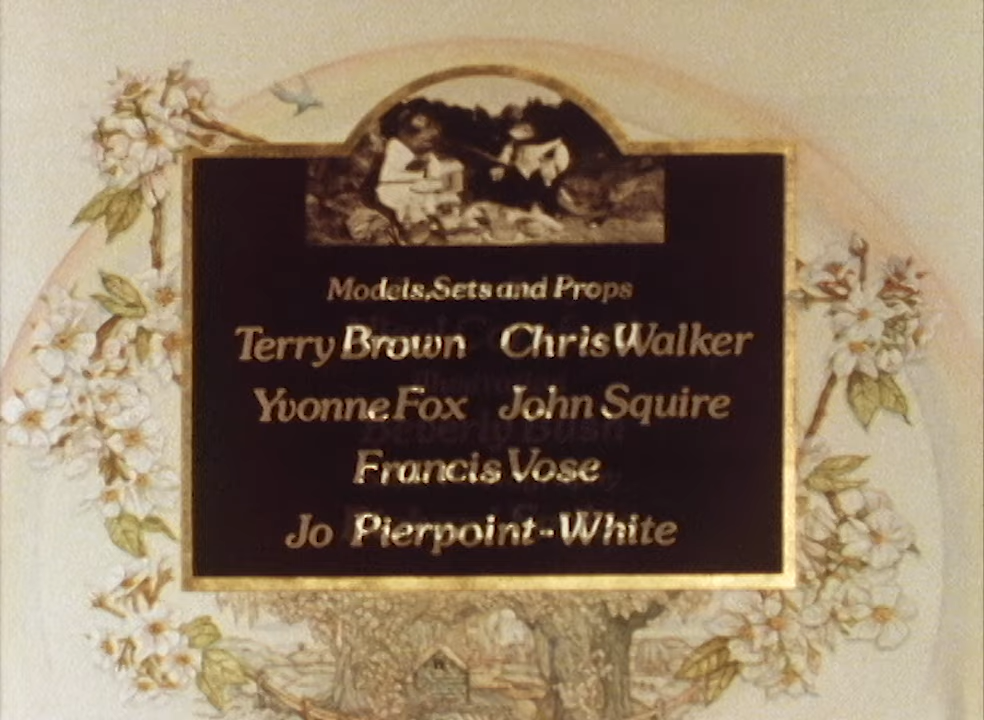 Models, Sets and Props
Terry Brown Chris Walker
Yvonne Fox John Squire
Francis Vose
Jo Pierpoint-White